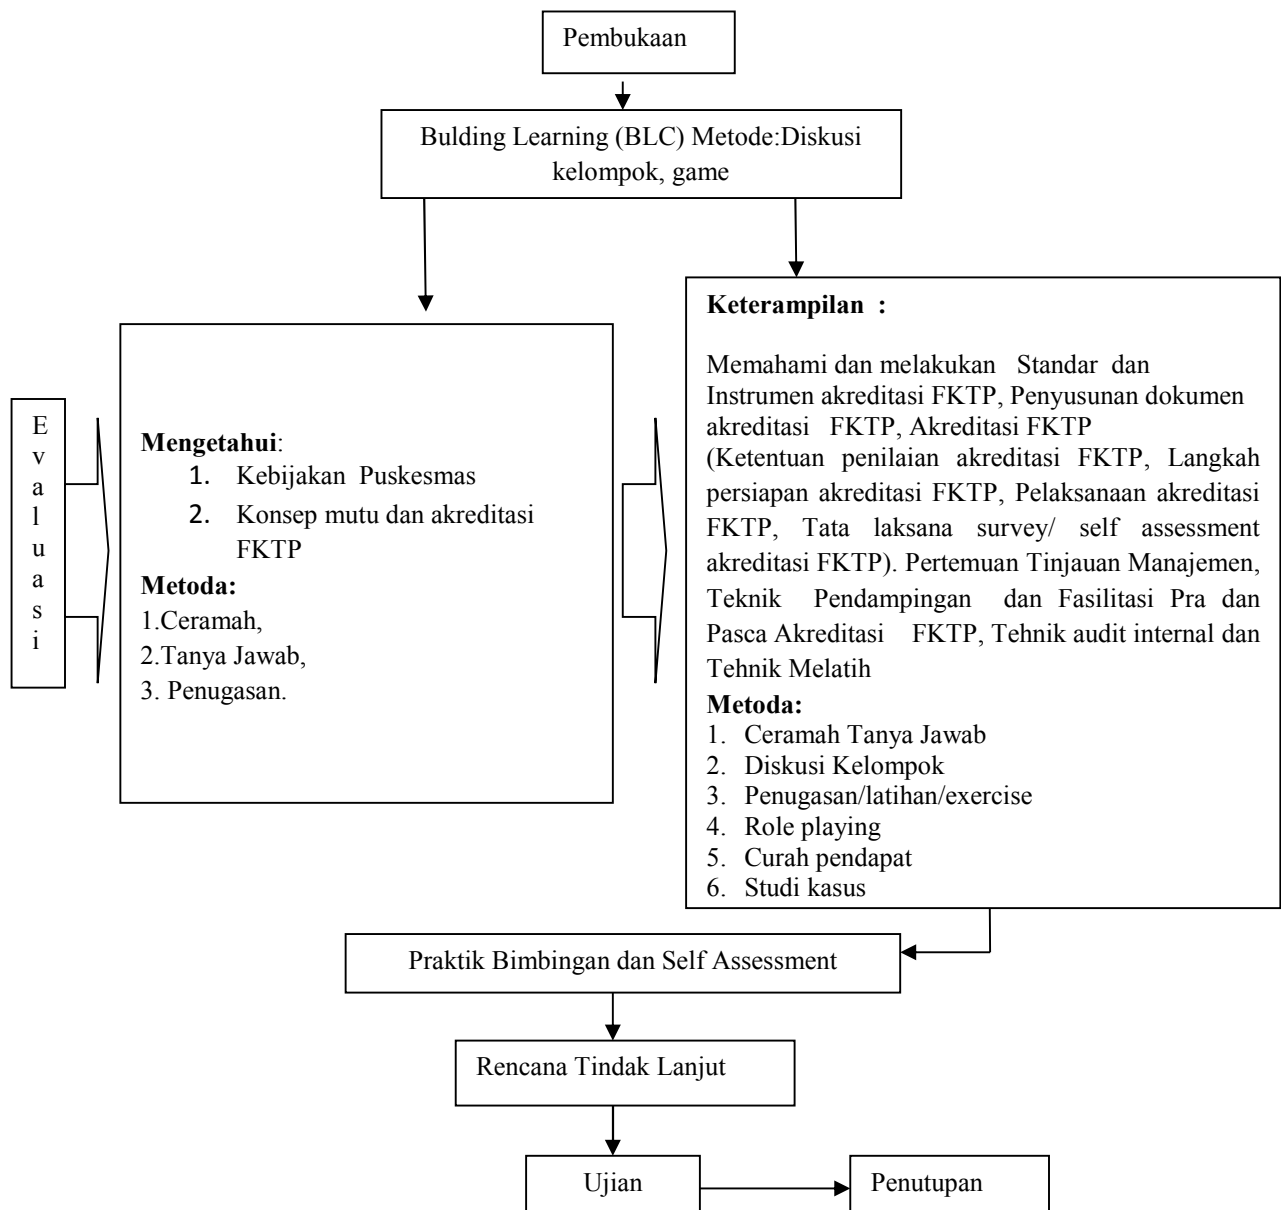 Pembukaan
Bulding Learning (BLC) Metode:Diskusi
kelompok, game
E
v
a
l
u
a
s
i
Mengetahui:
1. Kebijakan Puskesmas
2. Konsep mutu dan akreditasi
FKTP
Metoda:
1.Ceramah,
2.Tanya Jawab,
3. Penugasan.
Keterampilan :
Memahami dan melakukan Standar dan
Instrumen akreditasi FKTP, Penyusunan dokumen
akreditasi FKTP, Akreditasi FKTP
(Ketentuan penilaian akreditasi FKTP, Langkah
persiapan akreditasi FKTP, Pelaksanaan akreditasi
FKTP, Tata laksana survey/ self assessment
akreditasi FKTP). Pertemuan Tinjauan Manajemen,
Teknik Pendampingan dan Fasilitasi Pra dan
Pasca Akreditasi FKTP, Tehnik audit internal dan
Tehnik Melatih
Metoda:
1. Ceramah Tanya Jawab
2. Diskusi Kelompok
3. Penugasan/latihan/exercise
4. Role playing
5. Curah pendapat
6. Studi kasus
Praktik Bimbingan dan Self Assessment
Rencana Tindak Lanjut
Ujian
Penutupan